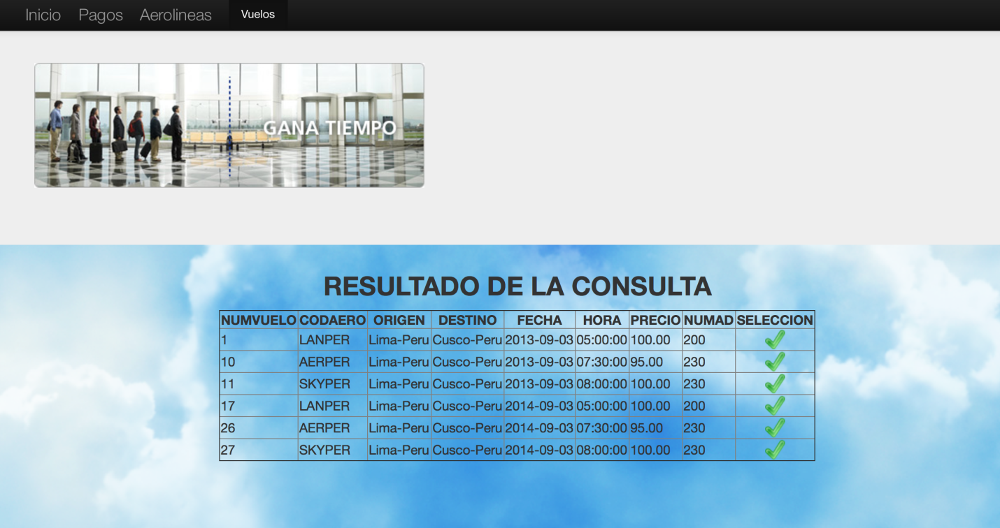 Inicio Pagos Aerolineas Vuelos
GANA TIEMPO
RESULTADO DE LA CONSULTA
NUMVUELO CODAERO ORIGEN DESTINO FECHA HORA PRECIO NUMAD SELECCION
1 LANPER Lima-Peru Cusco-Peru 2013-09-03 05:00:00 100.00 200
10 AERPER Lima-Peru Cusco-Peru 2013-09-03 07:30:00 95.00 230
11 SKYPER Lima-Peru Cusco-Peru 2013-09-03 08:00:00 100.00 230
17 LANPER Lima-Peru Cusco-Peru 2014-09-03 05:00:00 100.00 200
26 AERPER Lima-Peru Cusco-Peru 2014-09-03 07:30:00 95.00 230
27 SKYPER Lima-Peru Cusco-Peru 2014-09-03 08:00:00 100.00 230